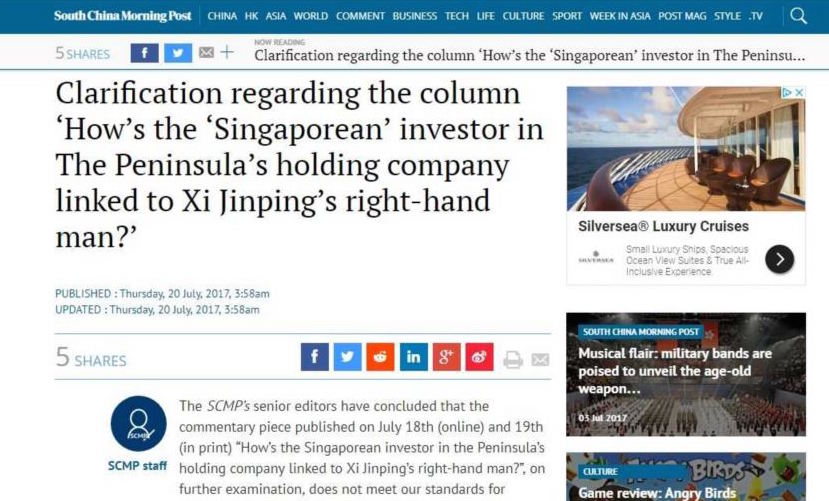 South China Morning Post CHINA HK ASIA WORLD COMMENT BUSINESS TECH LIFE CULTURE SPORT WEEK IN ASIA POST MAG STYLE .TV
5 SHARES
NOW READING
Clarification regarding the column ‘How’s the ‘Singaporean’ investor in The Peninsu...
Clarification regarding the column
‘How’s the ‘Singaporean’ investor in
The Peninsula’s holding company
linked to Xi Jinping’s right-hand
man?’
PUBLISHED : Thursday, 20 July, 2017, 3:58am
UPDATED : Thursday, 20 July, 2017, 3:58am
5 SHARES
SCMP
SCMP staff
The SCMP’s senior editors have concluded that the
commentary piece published on July 18th (online) and 19th
(in print) “How’s the Singaporean investor in the Peninsula’s
holding company linked to Xi Jinping’s right-hand man?”, on
further examination, does not meet our standards for
Silversea® Luxury Cruises
SILVERSEA
Small Luxury Ships, Spacious
Ocean View Suites & True All-
Inclusive Experience.
SOUTH CHINA MORNING POST
Musical flair: military bands are
poised to unveil the age-old
weapon...
03 Jul 2017
CULTURE
ANGRY BIRDS
Game review: Angry Birds